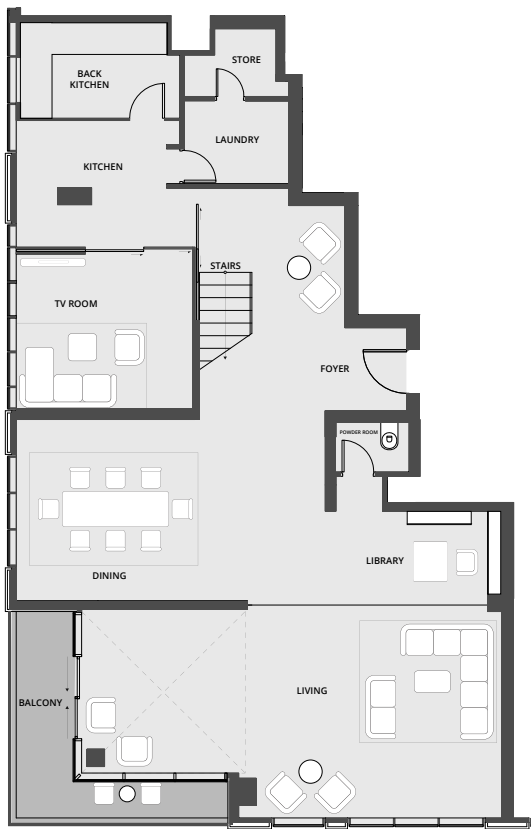 STORE
BACK
KITCHEN
LAUNDRY
KITCHEN
STAIRS
TV ROOM
FOYER
POWDER ROOM
LIBRARY
DINING
LIVING
BALCONY